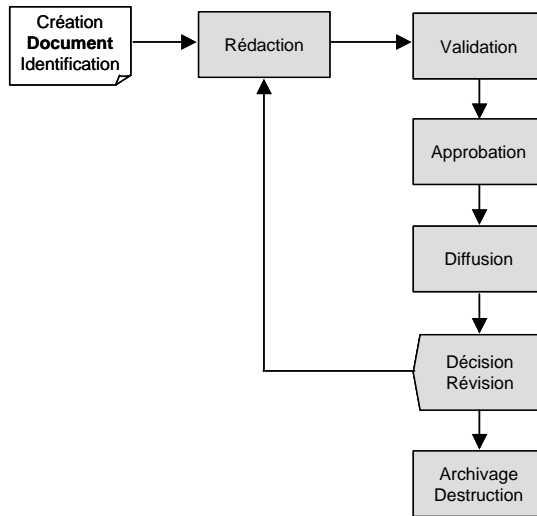 Création
Document
Identification
Rédaction
Validation
Approbation
Diffusion
Décision
Révision
Archivage
Destruction